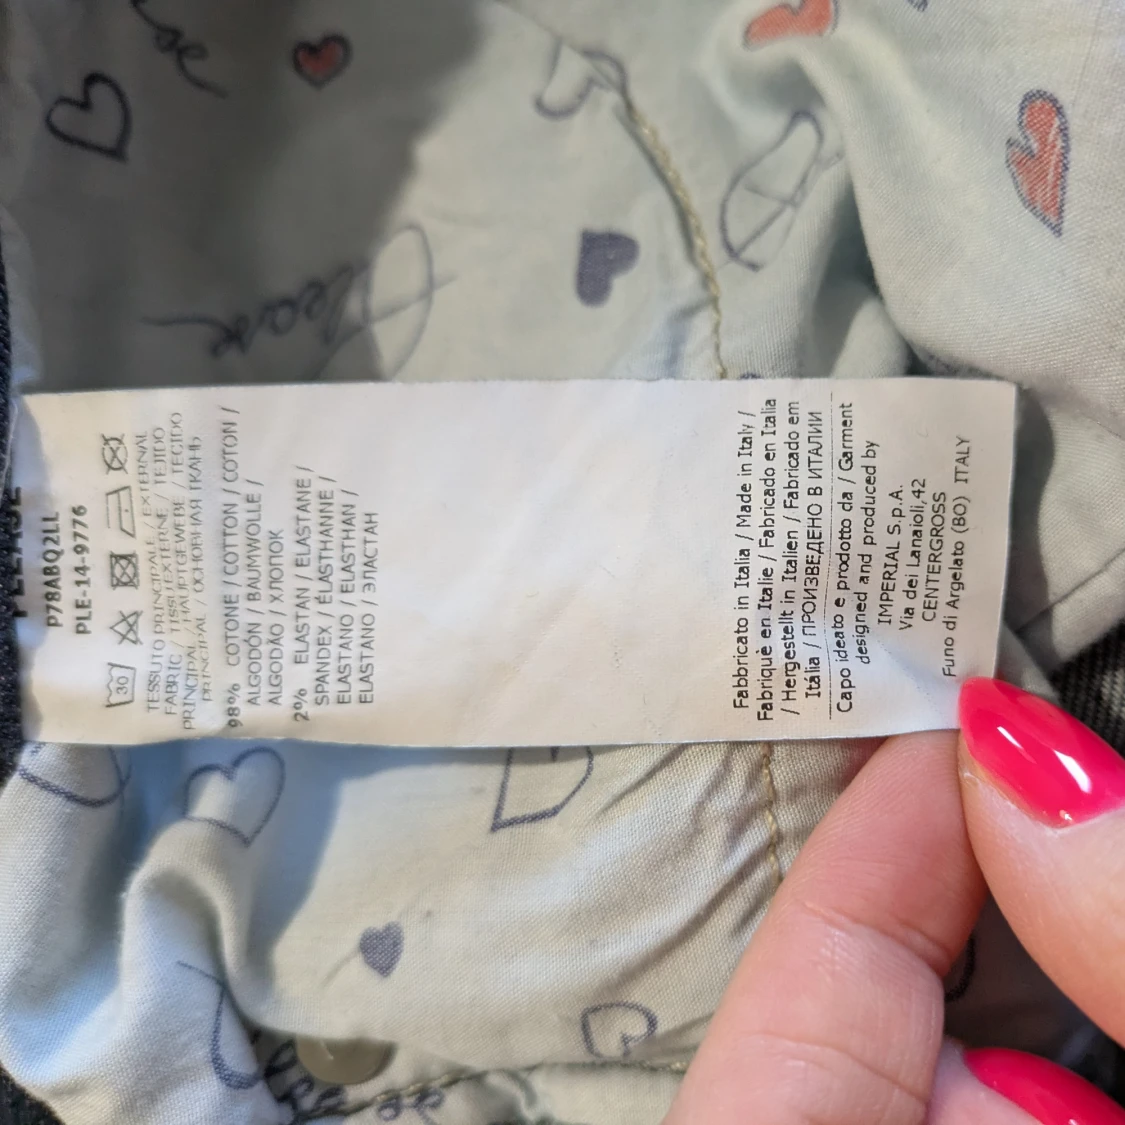 PLEASE
P78ABQ2LL
PLE-14-9776
30
TESSUTO PRINCIPALE / EXTERNAL
FABRIC / TISSU EXTERNE / TEJIDO
PRINCIPAL / HAUPTGEWEBE / TECIDO
PRINCIPAL / ОСНОВНАЯ ТКАНЬ
98% COTONE / COTTON / COTON /
ALGODÓN / BAUMWOLLE /
ALGODÃO / ХЛОПОК
2% ELASTAN / ELASTANE /
SPANDEX / ÉLASTHANNE /
ELASTANO / ELASTHAN /
ELASTANO / ЭЛАСТАН
Fabbricato in Italia / Made in Italy /
Fabriquè en Italie / Fabricado en Italia
/ Hergestellt in Italien / Fabricado em
Itália / ПРОИЗВЕДЕНО В ИТАЛИИ
Capo ideato e prodotto da / Garment
designed and produced by
IMPERIAL S.p.A.
Via dei Lanaioli,42
CENTERGROSS
Funo di Argelato (BO) ITALY
Please